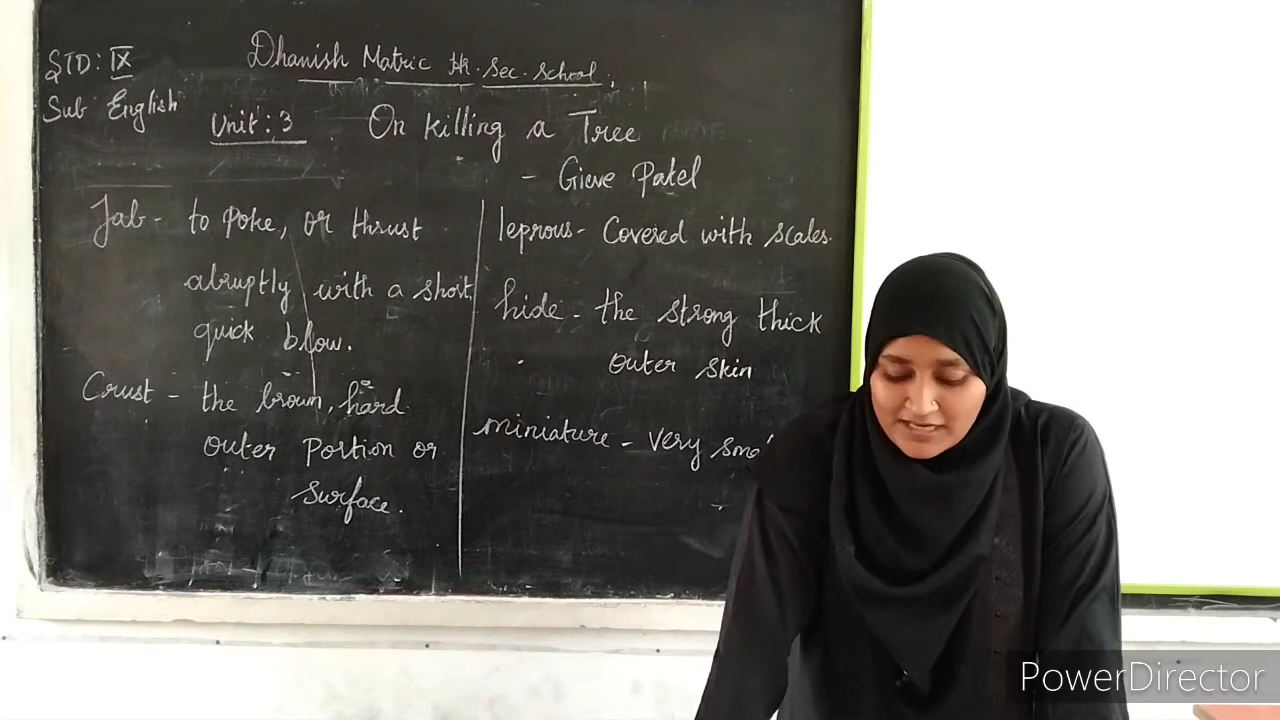 STD: IX
Dhanish Matric Hr. Sec. School
Sub English
Unit: 3 On killing a Tree
- Gieve Patel
Jab - to poke, or thrust
abruptly with a short
quick blow.
Crust - the brown, hard
outer portion or
surface.
leprous - Covered with scales.
hide - the strong thick
outer skin
miniature - very
PowerDirector